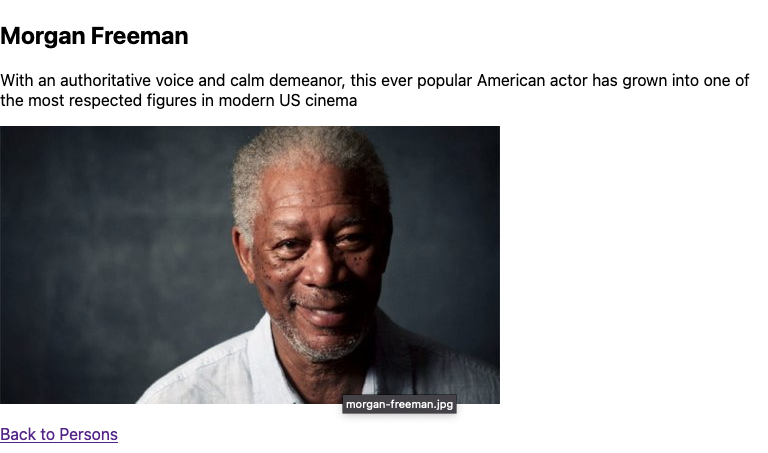 Morgan Freeman
With an authoritative voice and calm demeanor, this ever popular American actor has grown into one of
the most respected figures in modern US cinema
morgan-freeman.jpg
Back to Persons